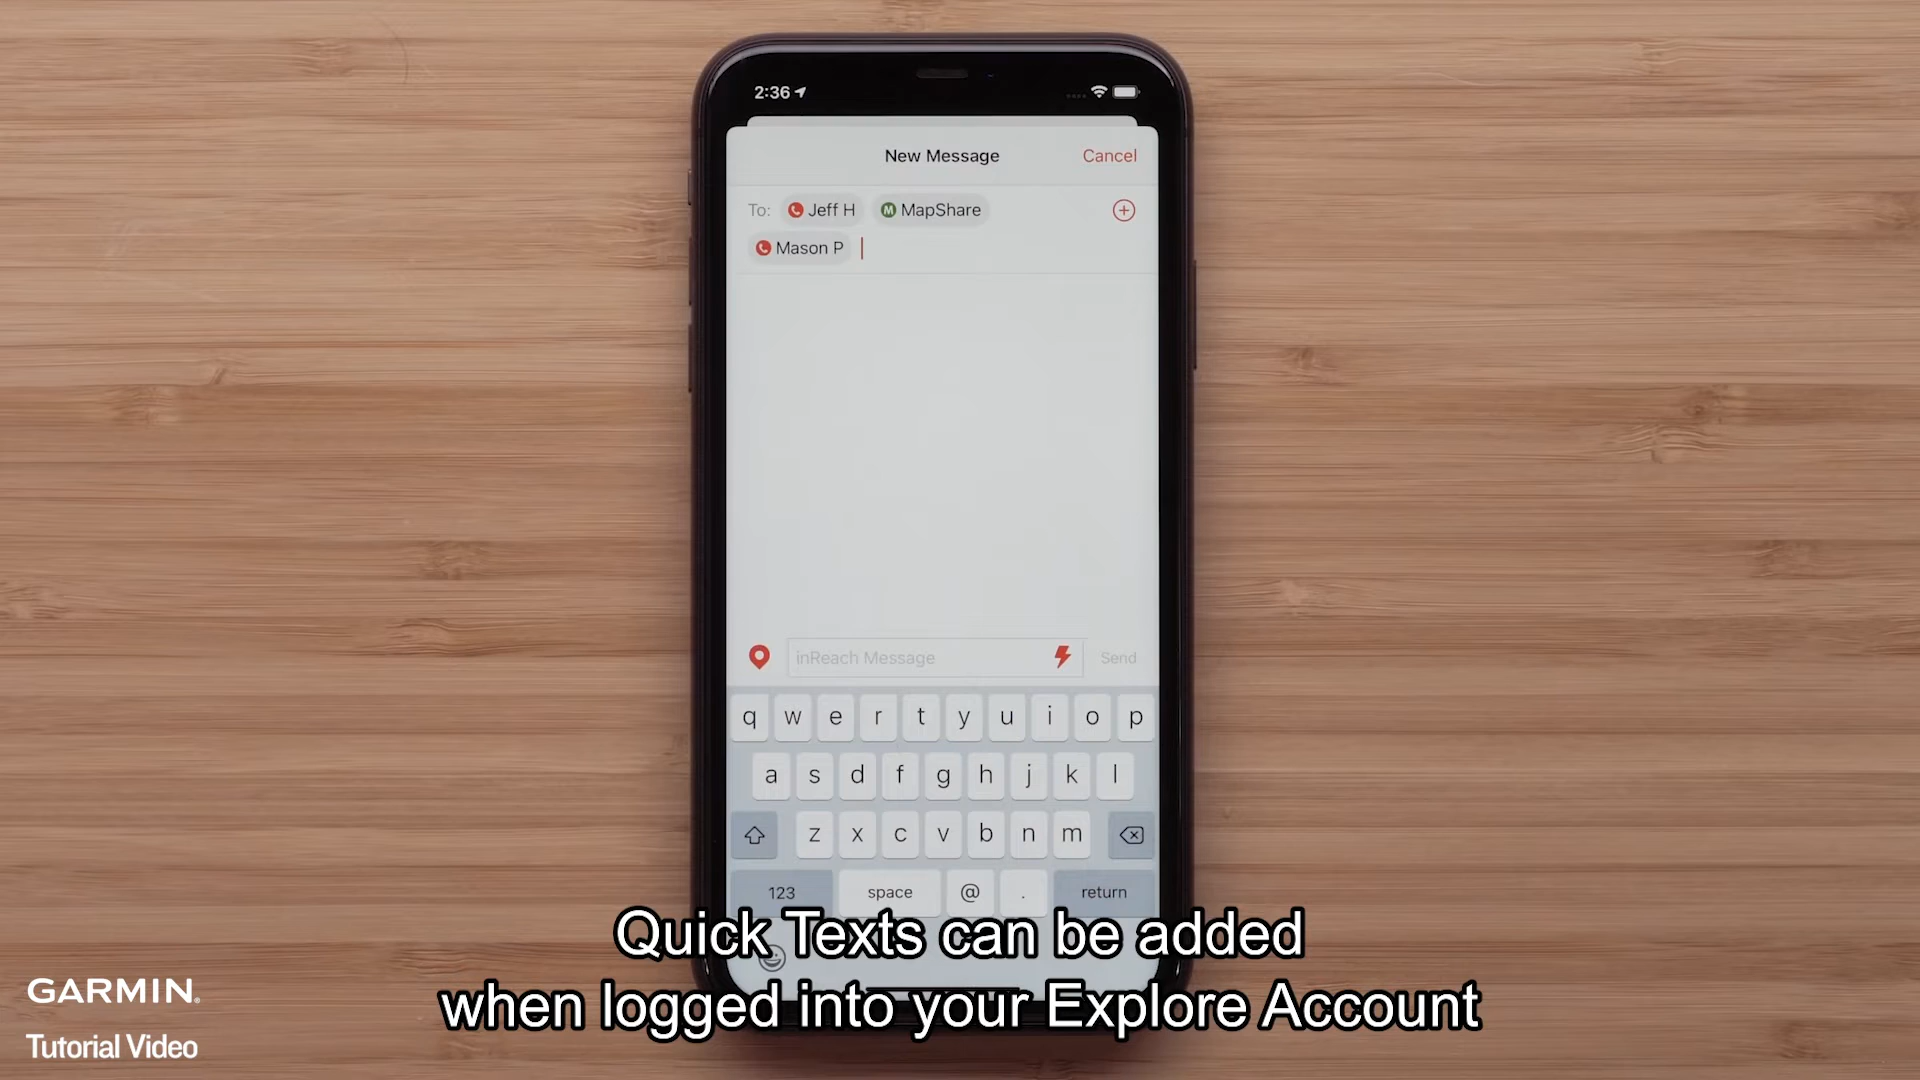 2:36
New Message
Cancel
To: Jeff H M MapShare
Mason P
inReach Message
Send
q w e r t y u i o p
a s d f g h j k l
z x c v b n m
123 space @ . return
Quick Texts can be added
when logged into your Explore Account
GARMIN®
Tutorial Video